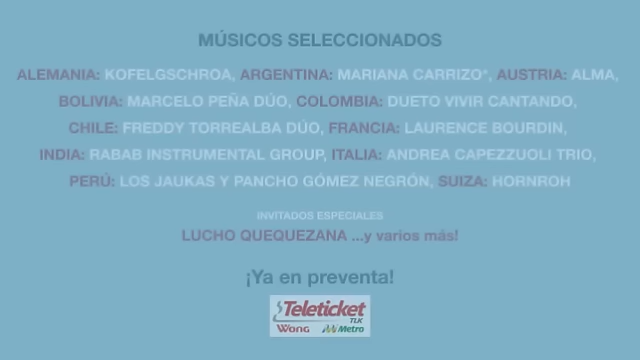 MÚSICOS SELECCIONADOS
ALEMANIA: KOFELGSCHROA, ARGENTINA: MARIANA CARRIZO*, AUSTRIA: ALMA,
BOLIVIA: MARCELO PEÑA DÚO, COLOMBIA: DUETO VIVIR CANTANDO,
CHILE: FREDDY TORREALBA DÚO, FRANCIA: LAURENCE BOURDIN,
INDIA: RABAB INSTRUMENTAL GROUP, ITALIA: ANDREA CAPEZZUOLI TRIO,
PERÚ: LOS JAUKAS Y PANCHO GÓMEZ NEGRÓN, SUIZA: HORNROH
INVITADOS ESPECIALES
LUCHO QUEQUEZANA ...y varios más!
¡Ya en preventa!
Teleticket
TLK
Wong Metro